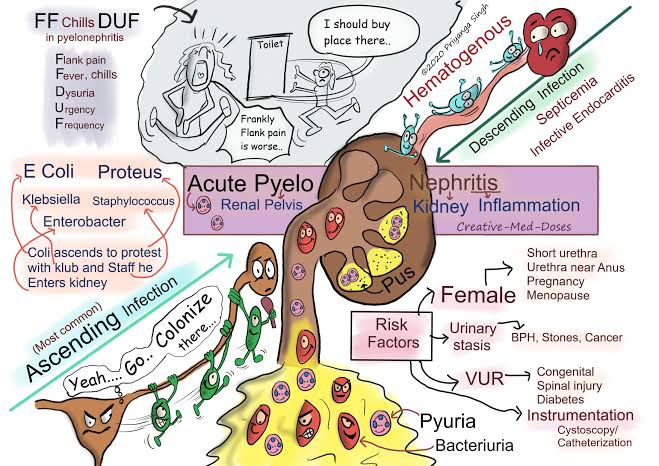 FF Chills DUF
in pyelonephritis
Flank pain
Fever, chills
Dysuria
Urgency
Frequency
Toilet
I should buy
place there..
Frankly
Flank pain
is worse..
©2020 Priyanga Singh
Hematogenous
Descending Infection
Septicemia
Infective Endocarditis
E Coli
Proteus
Klebsiella
Staphylococcus
Enterobacter
Coli ascends to protest
with klub and Staff he
Enters kidney
Acute Pyelo Nephritis
Renal Pelvis
Kidney Inflammation
Creative-Med-Doses
Pus
(Most common)
Ascending Infection
Yeah.... Go.. Colonize
there...
Risk
Factors
Female
Short urethra
Urethra near Anus
Pregnancy
Menopause
Urinary
stasis
BPH, Stones, Cancer
VUR
Congenital
Spinal injury
Diabetes
Instrumentation
Cystoscopy/
Catheterization
Pyuria
Bacteriuria